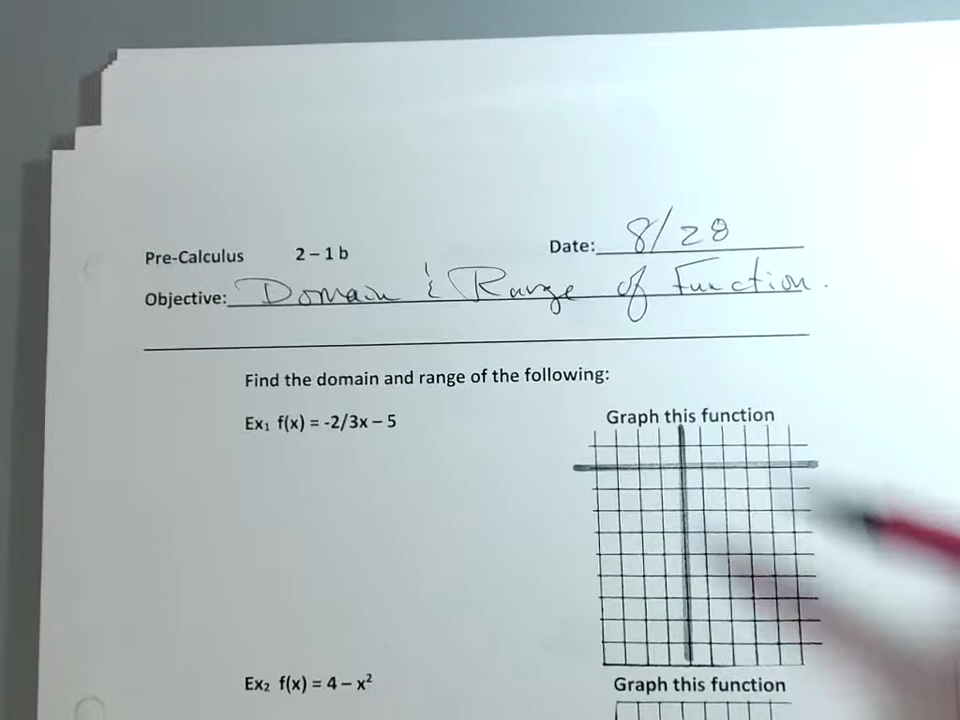 Pre-Calculus 2 – 1 b Date: 8/28
Objective: Domain & Range of Function.
Find the domain and range of the following:
Ex₁ f(x) = -2/3x – 5
Graph this function
Ex₂ f(x) = 4 – x²
Graph this function